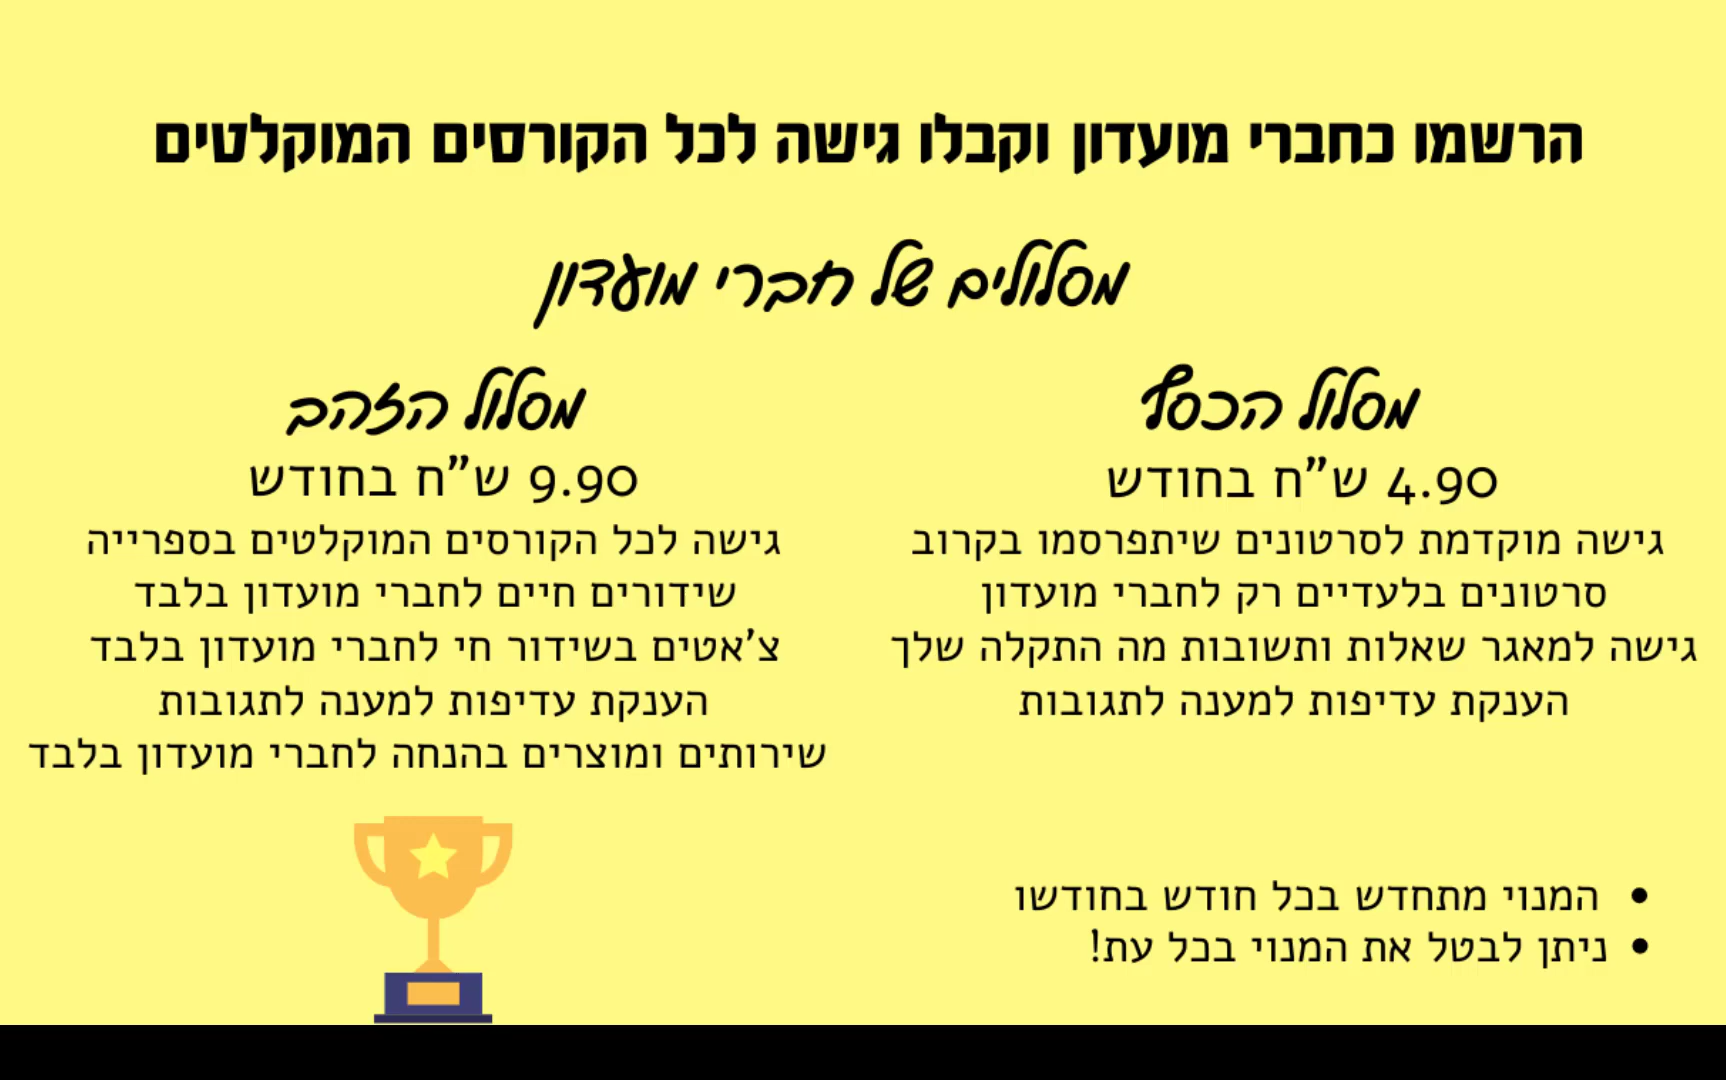 הרשמו כחברי מועדון וקבלו גישה לכל הקורסים המוקלטים
מסלולים של חברי מועדון
מסלול הכסף
4.90 ש"ח בחודש
גישה מוקדמת לסרטונים שיתפרסמו בקרוב
סרטונים בלעדיים רק לחברי מועדון
גישה למאגר שאלות ותשובות מה התקלה שלך
הענקת עדיפות למענה לתגובות
מסלול הזהב
9.90 ש"ח בחודש
גישה לכל הקורסים המוקלטים בספרייה
שידורים חיים לחברי מועדון בלבד
צ'אטים בשידור חי לחברי מועדון בלבד
הענקת עדיפות למענה לתגובות
שירותים ומוצרים בהנחה לחברי מועדון בלבד
• המנוי מתחדש בכל חודש בחודשו
• ניתן לבטל את המנוי בכל עת!